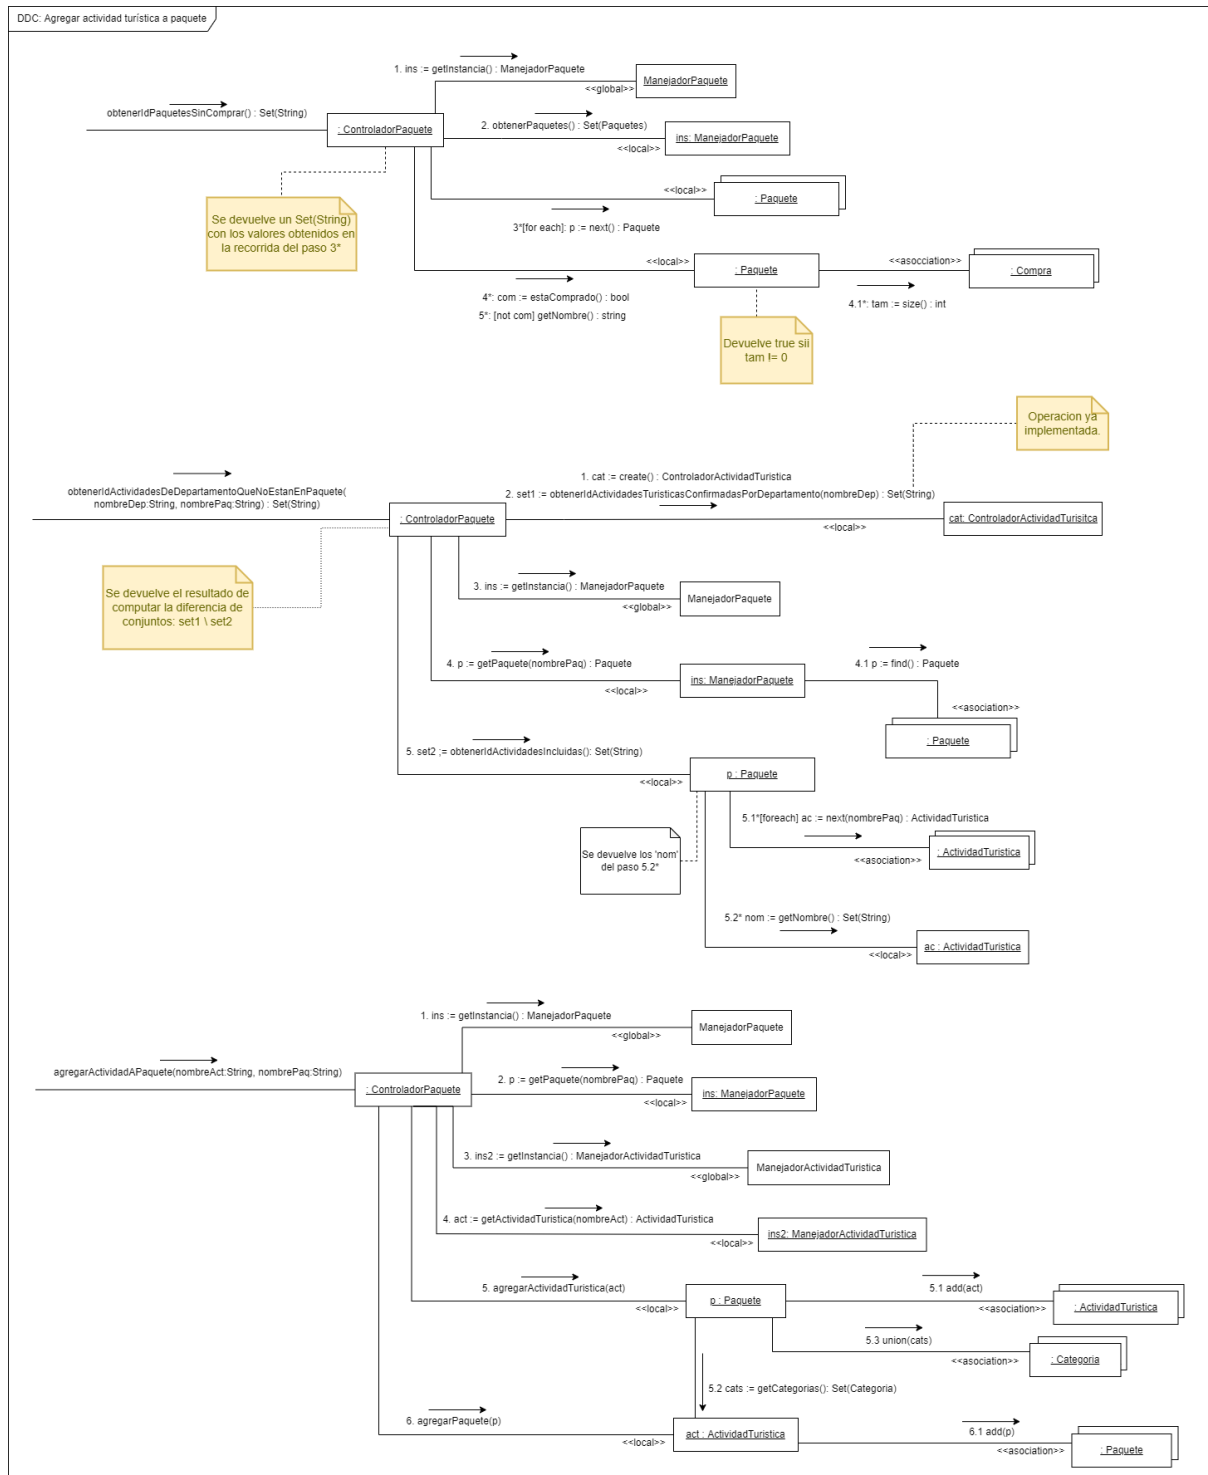 DDC: Agregar actividad turística a paquete
1. ins := getInstancia() : ManejadorPaquete
ManejadorPaquete
<<global>>
obtenerIdPaquetesSinComprar() : Set(String)
: ControladorPaquete
2. obtenerPaquetes() : Set(Paquetes)
ins: ManejadorPaquete
<<local>>
<<local>>
: Paquete
Se devuelve un Set(String)
con los valores obtenidos en
la recorrida del paso 3*
3*[for each]: p := next() : Paquete
<<local>>
: Paquete
<<asocciation>>
: Compra
4*: com := estaComprado() : bool
5*: [not com] getNombre() : string
4.1*: tam := size() : int
Devuelve true sii
tam != 0
Operacion ya
implementada.
obtenerIdActividadesDeDepartamentoQueNoEstanEnPaquete(
nombreDep:String, nombrePaq:String) : Set(String)
1. cat := create() : ControladorActividadTuristica
2. set1 := obtenerIdActividadesTuristicasConfirmadasPorDepartamento(nombreDep) : Set(String)
: ControladorPaquete
<<local>>
cat: ControladorActividadTurisitca
Se devuelve el resultado de
computar la diferencia de
conjuntos: set1 \ set2
3. ins := getInstancia() : ManejadorPaquete
<<global>>
ManejadorPaquete
4. p := getPaquete(nombrePaq) : Paquete
<<local>>
ins: ManejadorPaquete
4.1 p := find() : Paquete
<<asociation>>
: Paquete
5. set2 ;= obtenerIdActividadesIncluidas(): Set(String)
<<local>>
p : Paquete
5.1*[foreach] ac := next(nombrePaq) : ActividadTuristica
<<asociation>>
: ActividadTuristica
Se devuelve los 'nom'
del paso 5.2*
5.2* nom := getNombre() : Set(String)
<<local>>
ac : ActividadTuristica
1. ins := getInstancia() : ManejadorPaquete
<<global>>
ManejadorPaquete
agregarActividadAPaquete(nombreAct:String, nombrePaq:String)
: ControladorPaquete
2. p := getPaquete(nombrePaq) : Paquete
<<local>>
ins: ManejadorPaquete
3. ins2 := getInstancia() : ManejadorActividadTuristica
<<global>>
ManejadorActividadTuristica
4. act := getActividadTuristica(nombreAct) : ActividadTuristica
<<local>>
ins2: ManejadorActividadTuristica
5. agregarActividadTuristica(act)
<<local>>
p : Paquete
5.1 add(act)
<<asociation>>
: ActividadTuristica
5.3 union(cats)
<<asociation>>
: Categoria
5.2 cats := getCategorias(): Set(Categoria)
6. agregarPaquete(p)
<<local>>
act : ActividadTuristica
6.1 add(p)
<<asociation>>
: Paquete